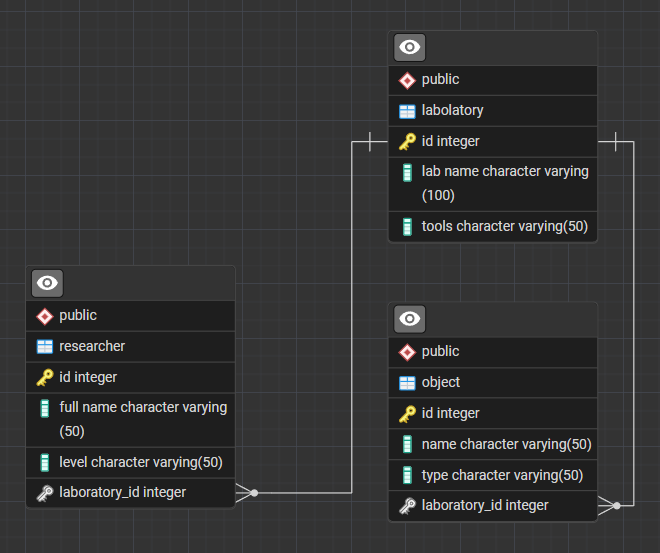 public
labolatory
id integer
lab name character varying
(100)
tools character varying(50)
public
researcher
id integer
full name character varying
(50)
level character varying(50)
laboratory_id integer
public
object
id integer
name character varying(50)
type character varying(50)
laboratory_id integer